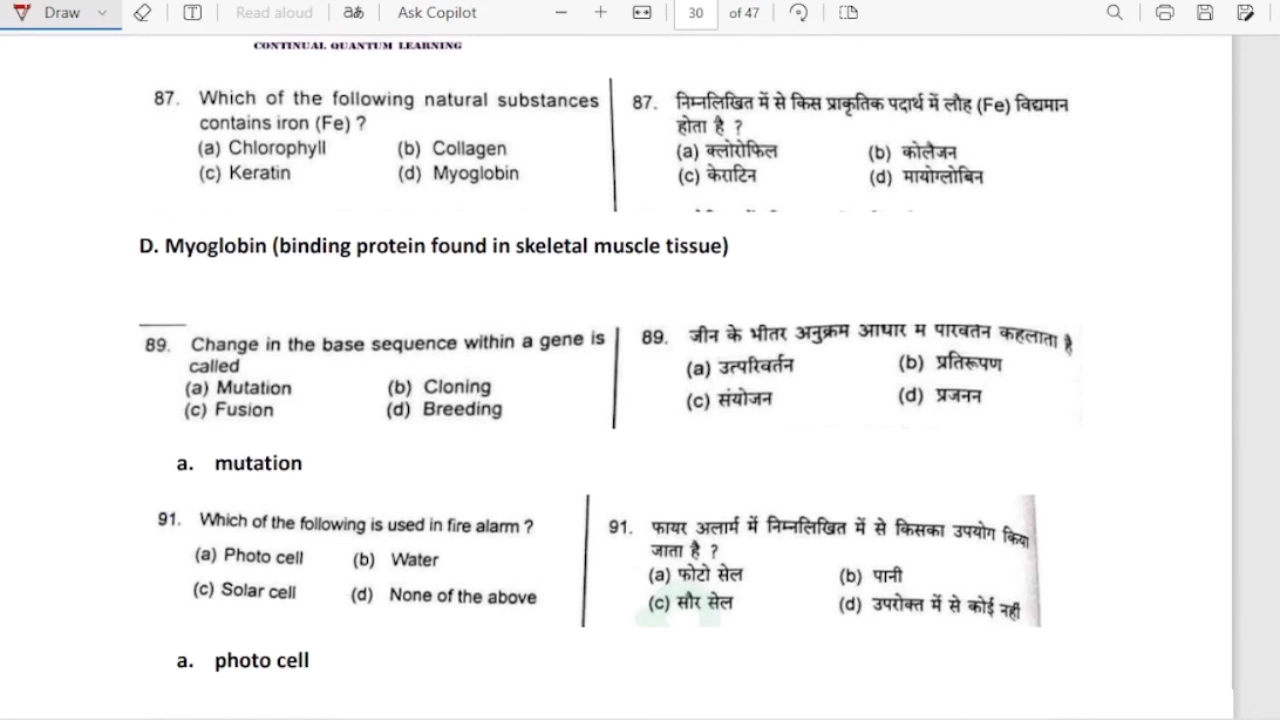 Draw
Read aloud
aあ
Ask Copilot
30 of 47
CONTINUAL QUANTUM LEARNING
87. Which of the following natural substances
contains iron (Fe) ?
(a) Chlorophyll (b) Collagen
(c) Keratin (d) Myoglobin
87. निम्नलिखित में से किस प्राकृतिक पदार्थ में लौह (Fe) विद्यमान
होता है ?
(a) क्लोरोफिल (b) कोलैजन
(c) केराटिन (d) मायोग्लोबिन
D. Myoglobin (binding protein found in skeletal muscle tissue)
89. Change in the base sequence within a gene is
called
(a) Mutation (b) Cloning
(c) Fusion (d) Breeding
89. जीन के भीतर अनुक्रम आधार में परिवर्तन कहलाता है
(a) उत्परिवर्तन (b) प्रतिरूपण
(c) संयोजन (d) प्रजनन
a. mutation
91. Which of the following is used in fire alarm ?
(a) Photo cell (b) Water
(c) Solar cell (d) None of the above
91. फायर अलार्म में निम्नलिखित में से किसका उपयोग किया
जाता है ?
(a) फोटो सेल (b) पानी
(c) सौर सेल (d) उपरोक्त में से कोई नहीं
a. photo cell